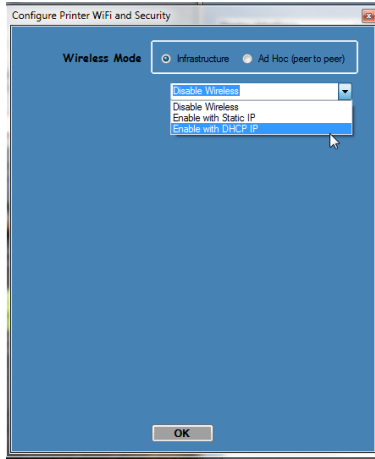 Configure Printer WiFi and Security
Wireless Mode
Infrastructure Ad Hoc (peer to peer)
Disable Wireless
Disable Wireless
Enable with Static IP
Enable with DHCP IP
OK